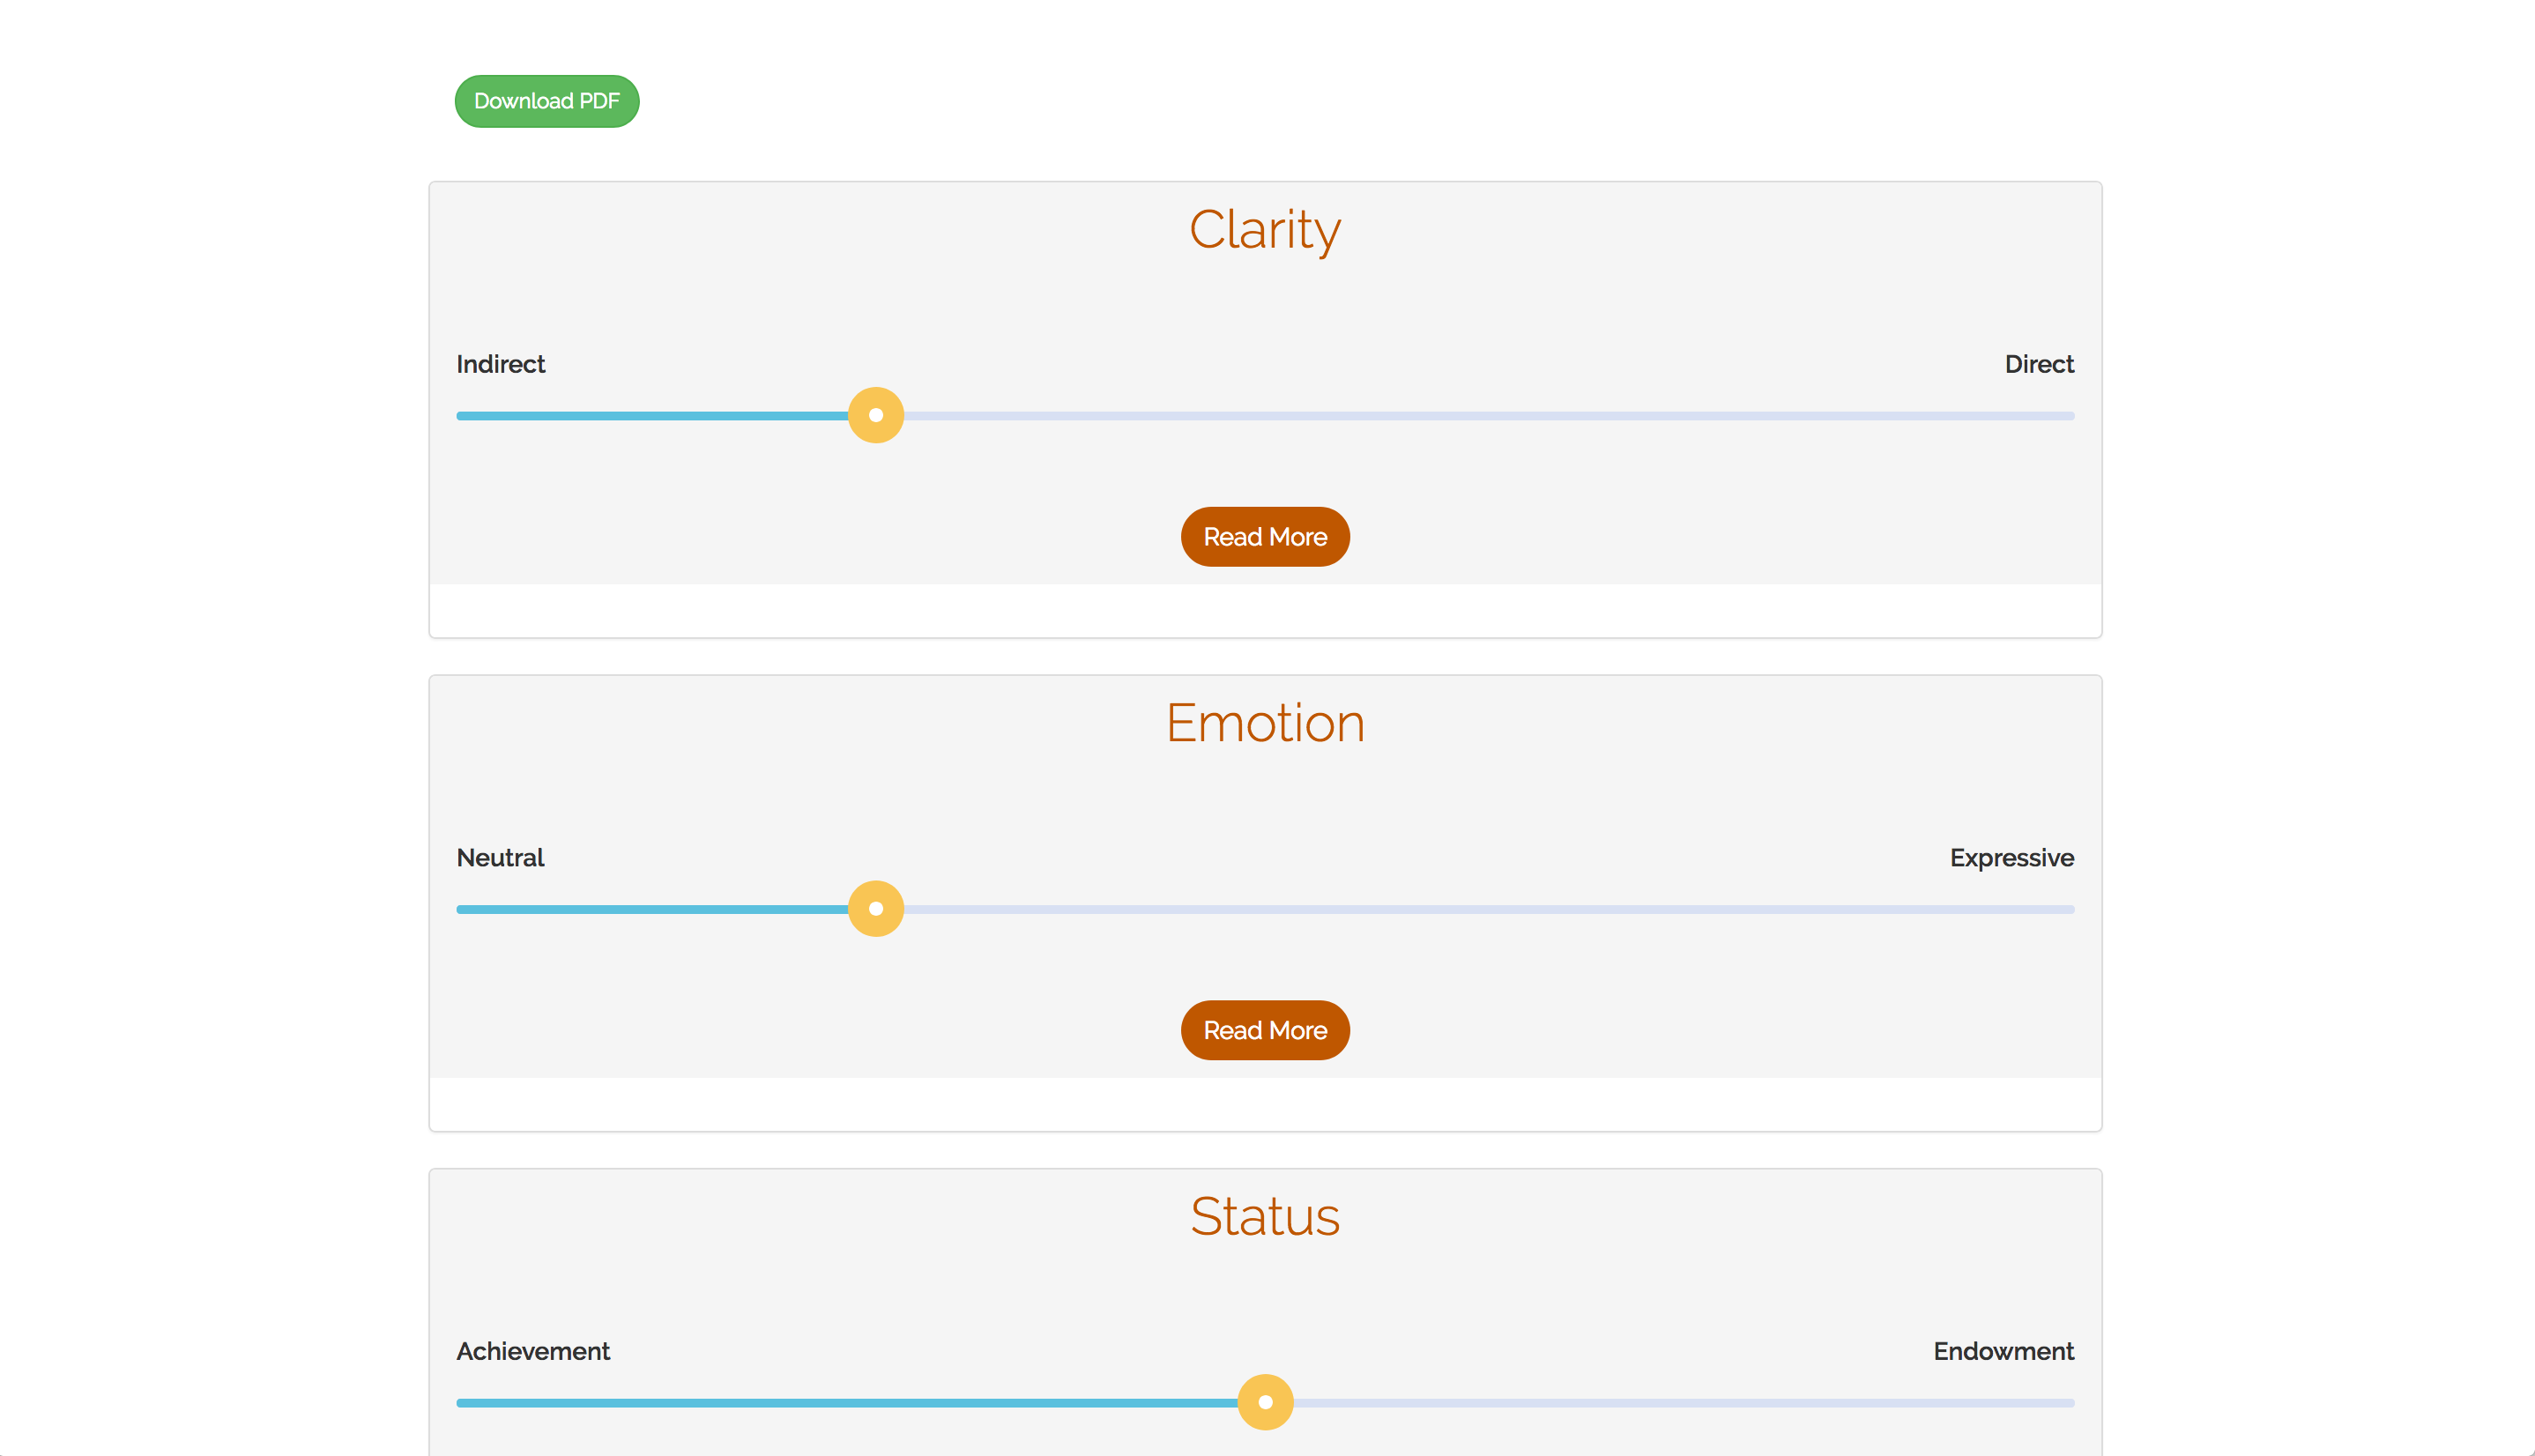 Download PDF
Clarity
Indirect Direct
Read More
Emotion
Neutral Expressive
Read More
Status
Achievement Endowment